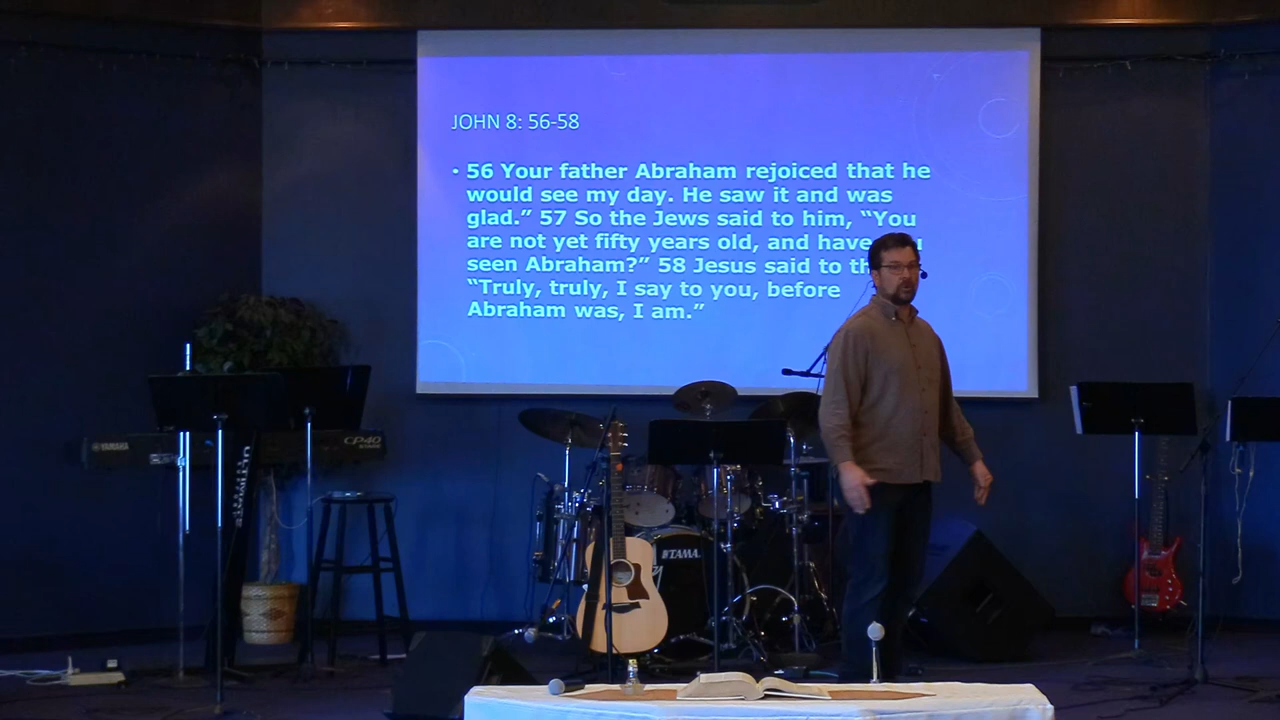 JOHN 8: 56-58
• 56 Your father Abraham rejoiced that he
would see my day. He saw it and was
glad.” 57 So the Jews said to him, “You
are not yet fifty years old, and have
seen Abraham?” 58 Jesus said to
“Truly, truly, I say to you, before
Abraham was, I am.”
YAMAHA
CP40
ULTIMATE
TAMA